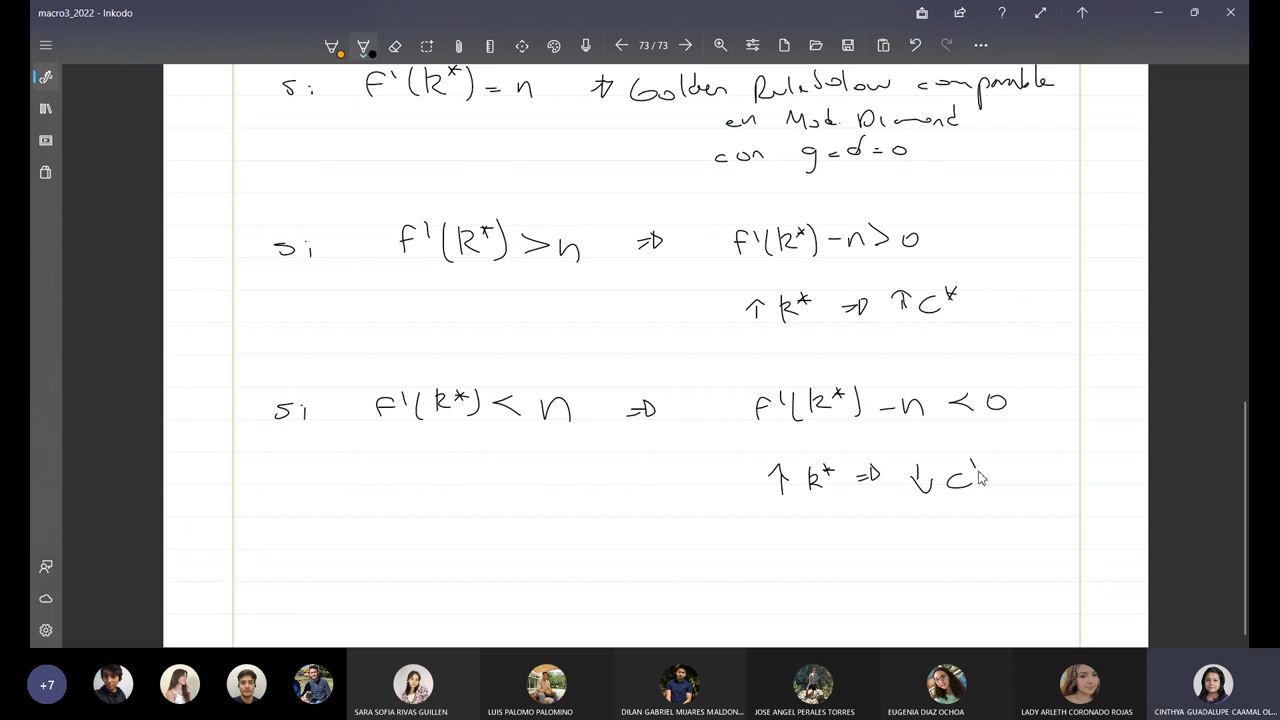 macro3_2022 - Inkodo
73 / 73
si f'(k*) = n → Golden Rule Solow comparable
en Mod. Diamond
con g = d = 0
si f'(k*) > n ⇒ f'(k*) - n > 0
↑ k* ⇒ ↑ c*
si f'(k*) < n ⇒ f'(k*) - n < 0
↑ k* ⇒ ↓ c
+7
SARA SOFIA RIVAS GUILLEN
LUIS PALOMO PALOMINO
DILAN GABRIEL MIJARES MALDON...
JOSE ANGEL PERALES TORRES
EUGENIA DIAZ OCHOA
LADY ARLETH CORONADO ROJAS
CINTHYA GUADALUPE CAAMAL OL...